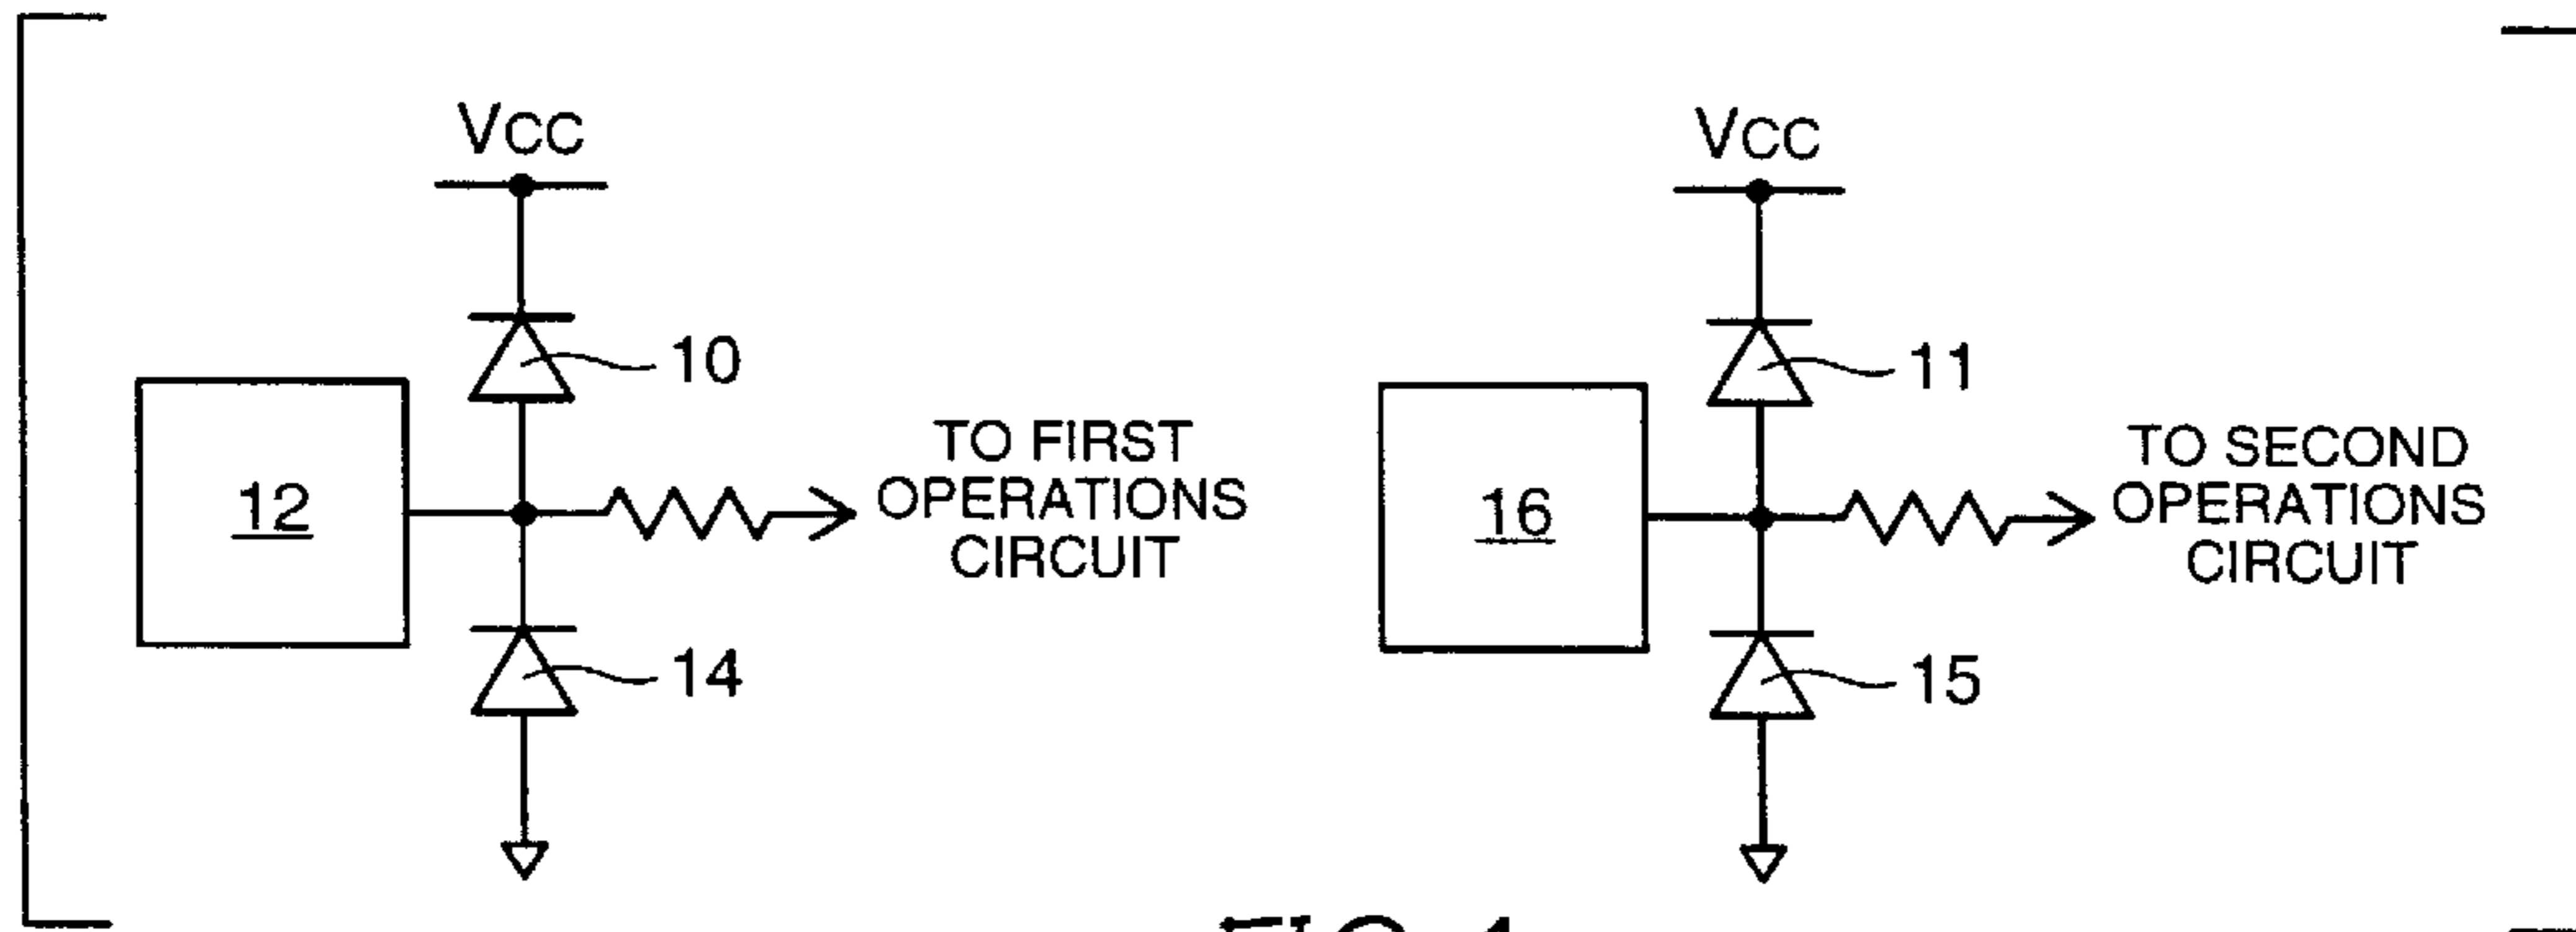 VCC
10
12
TO FIRST
OPERATIONS
CIRCUIT
14
VCC
11
16
TO SECOND
OPERATIONS
CIRCUIT
15